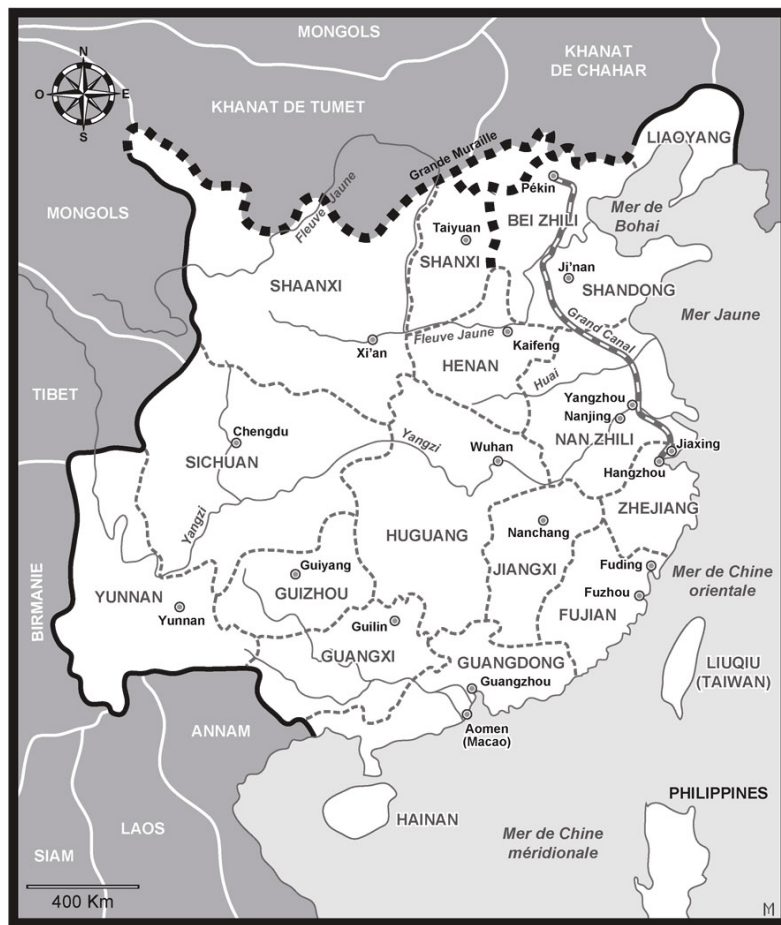 MONGOLS
KHANAT
DE CHAHAR
N
O
E
S
KHANAT DE TUMET
LIAOYANG
Grande Muraille
Pékin
MONGOLS
Fleuve Jaune
BEI ZHILI
Mer de
Bohai
Taiyuan
SHANXI
Ji'nan
SHANDONG
SHAANXI
Mer Jaune
Grand Canal
Fleuve Jaune
Kaifeng
Xi'an
HENAN
Huai
TIBET
Yangzhou
Nanjing
Chengdu
Yangzi
NAN ZHILI
Jiaxing
SICHUAN
Wuhan
Hangzhou
ZHEJIANG
Yangzi
HUGUANG
Nanchang
JIANGXI
Guiyang
GUIZHOU
Fuding
Mer de Chine
orientale
YUNNAN
Fuzhou
Yunnan
FUJIAN
BIRMANIE
Guilin
GUANGXI
GUANGDONG
Guangzhou
LIUQIU
(TAIWAN)
Aomen
(Macao)
ANNAM
PHILIPPINES
HAINAN
LAOS
Mer de Chine
méridionale
SIAM
400 Km
M